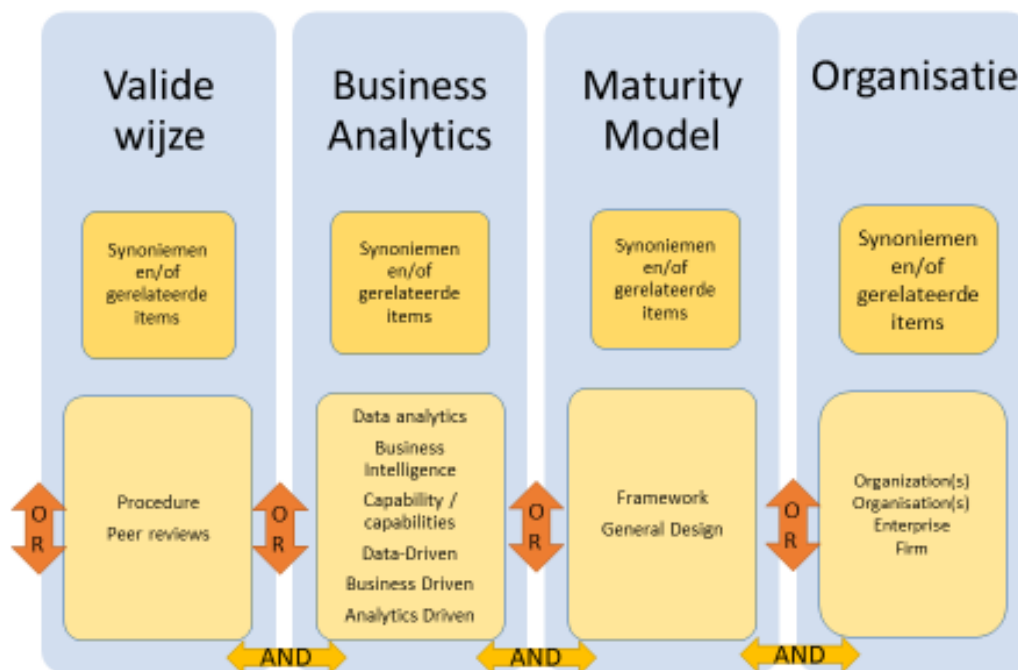 Valide
wijze
Synoniemen
en/of
gerelateerde
items
Procedure
Peer reviews
Business
Analytics
Synoniemen
en/of
gerelateerde
items
Data analytics
Business
Intelligence
Capability /
capabilities
Data-Driven
Business Driven
Analytics Driven
Maturity
Model
Synoniemen
en/of
gerelateerde
items
Framework
General Design
Organisatie
Synoniemen
en/of
gerelateerde
items
Organization(s)
Organisation(s)
Enterprise
Firm
O
R
O
R
O
R
O
R
AND
AND
AND